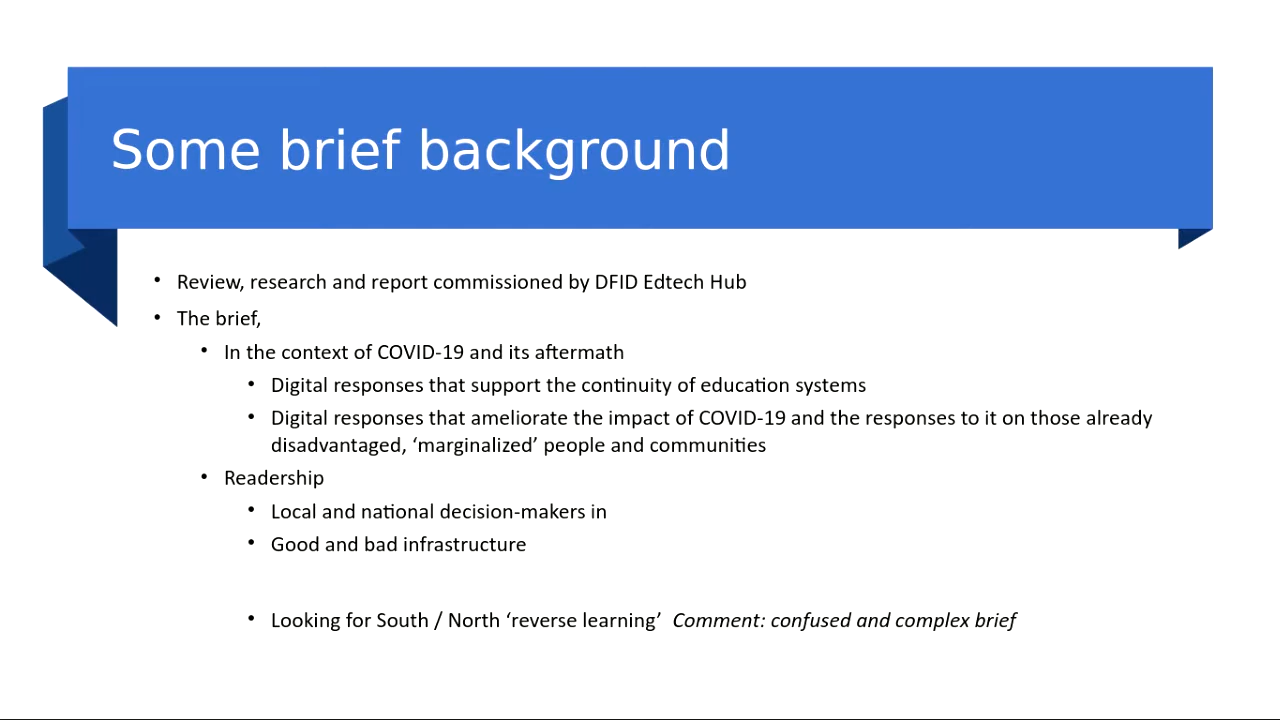 Some brief background
• Review, research and report commissioned by DFID Edtech Hub
• The brief,
• In the context of COVID-19 and its aftermath
• Digital responses that support the continuity of education systems
• Digital responses that ameliorate the impact of COVID-19 and the responses to it on those already
disadvantaged, ‘marginalized’ people and communities
• Readership
• Local and national decision-makers in
• Good and bad infrastructure
• Looking for South / North ‘reverse learning’ Comment: confused and complex brief